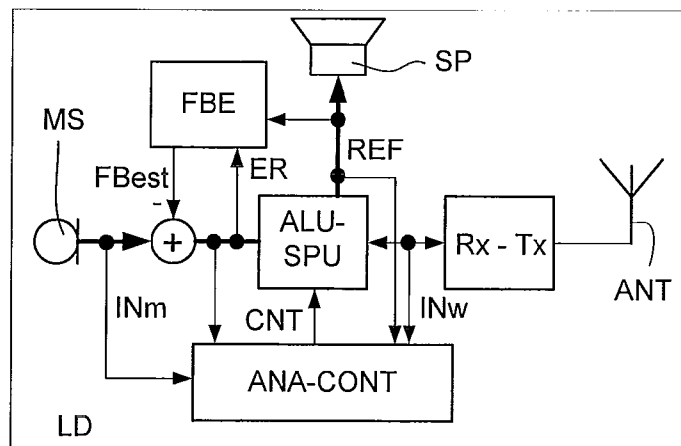 SP
FBE
MS
REF
FBest
ER
-
ALU-
SPU
Rx - Tx
+
ANT
INm
CNT
INw
ANA-CONT
LD